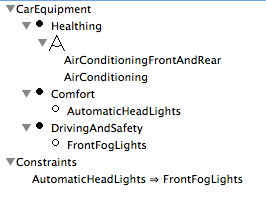 CarEquipment
Healthing
AirConditioningFrontAndRear
AirConditioning
Comfort
AutomaticHeadLights
DrivingAndSafety
FrontFogLights
Constraints
AutomaticHeadLights ⇒ FrontFogLights